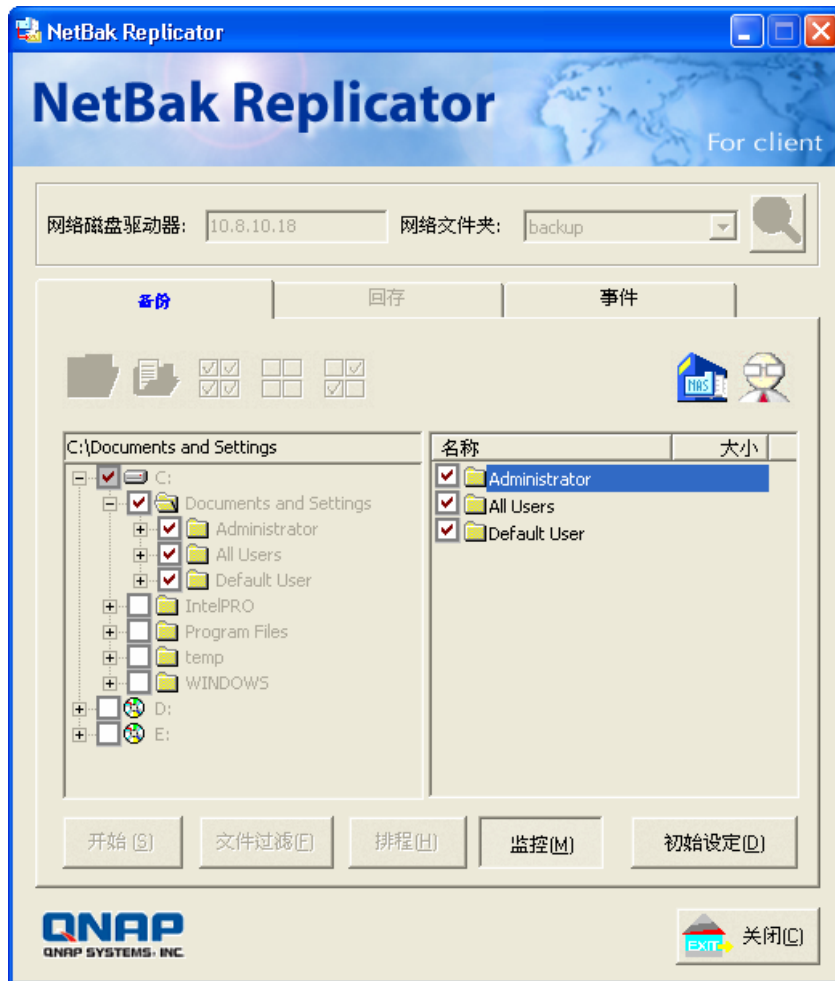 NetBak Replicator
NetBak Replicator
For client
网络磁盘驱动器: 10.8.10.18 网络文件夹: backup
备份 回存 事件
NAS
C:\Documents and Settings
C:
Documents and Settings
Administrator
All Users
Default User
IntelPRO
Program Files
temp
WINDOWS
D:
E:
名称 大小
Administrator
All Users
Default User
开始 (S) 文件过滤(F) 排程(H) 监控(M) 初始设定(D)
QNAP
QNAP SYSTEMS, INC
EXIT 关闭(C)